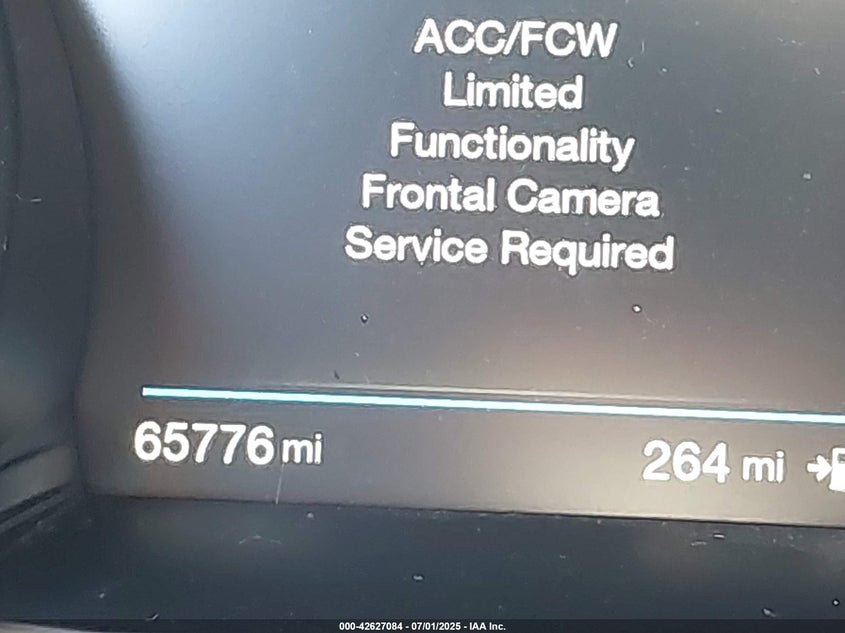 ACC/FCW
Limited
Functionality
Frontal Camera
Service Required
65776 mi 264 mi
000-42627084 - 07/01/2025 - IAA Inc.